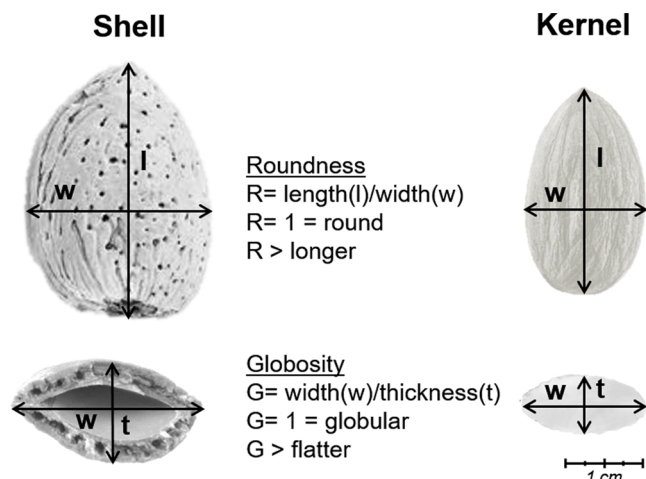 Shell
Kernel
l
w
l
w
Roundness
R= length(l)/width(w)
R= 1 = round
R > longer
w
t
Globosity
G= width(w)/thickness(t)
G= 1 = globular
G > flatter
w
t
1 cm